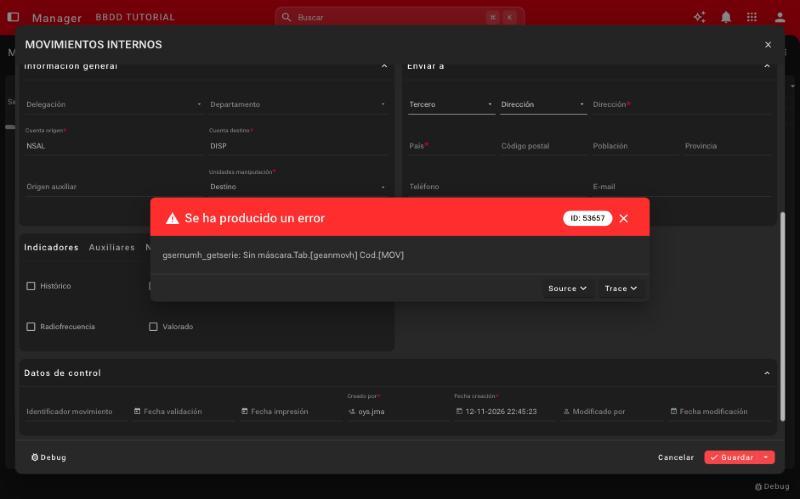 Manager BBDD TUTORIAL
Buscar
⌘ K
MOVIMIENTOS INTERNOS
Información general
Enviar a
Delegación
Departamento
Tercero
Dirección
Dirección*
Cuenta origen*
NSAL
Cuenta destino*
DISP
País*
Código postal
Población
Provincia
Origen auxiliar
Unidades manipulación*
Destino
Teléfono
E-mail
Se ha producido un error
ID: 53657
gsernumh_getserie: Sin máscara.Tab.[geanmovh] Cod.[MOV]
Source
Trace
Indicadores
Auxiliares
N
Histórico
Radiofrecuencia
Valorado
Datos de control
Identificador movimiento
Fecha validación
Fecha impresión
Creado por*
oys.jma
Fecha creación*
12-11-2026 22:45:23
Modificado por
Fecha modificación
Debug
Cancelar
Guardar
Debug